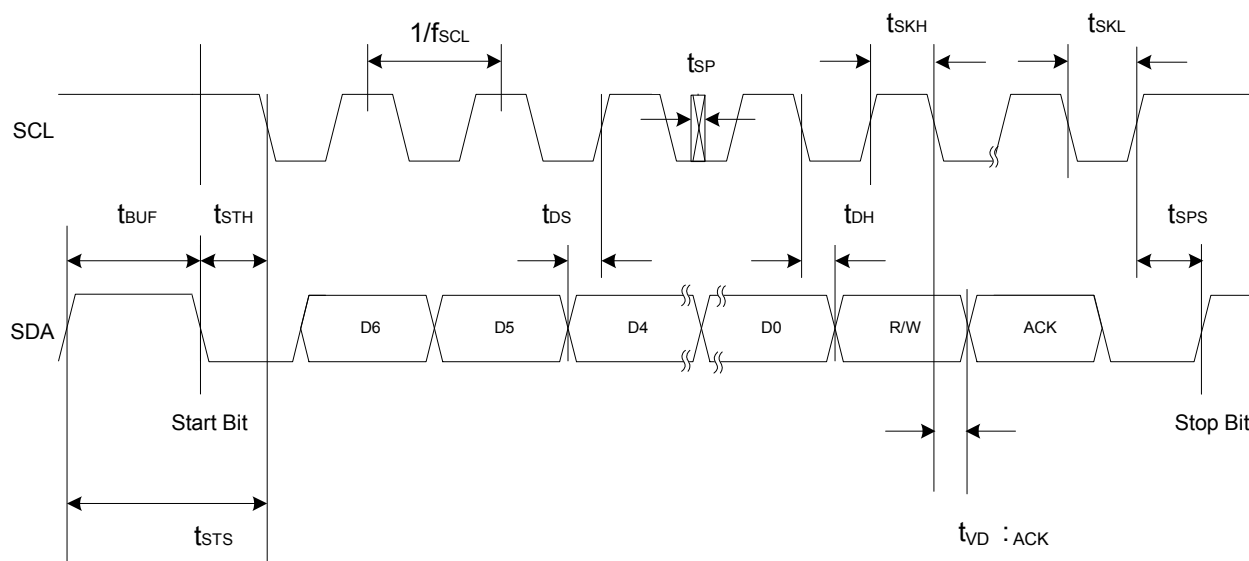 1/fSCL
tSKH
tSKL
tSP
SCL
tBUF
tSTH
tDS
tDH
tSPS
SDA
D6
D5
D4
D0
R/W
ACK
Start Bit
Stop Bit
tSTS
tVD :ACK